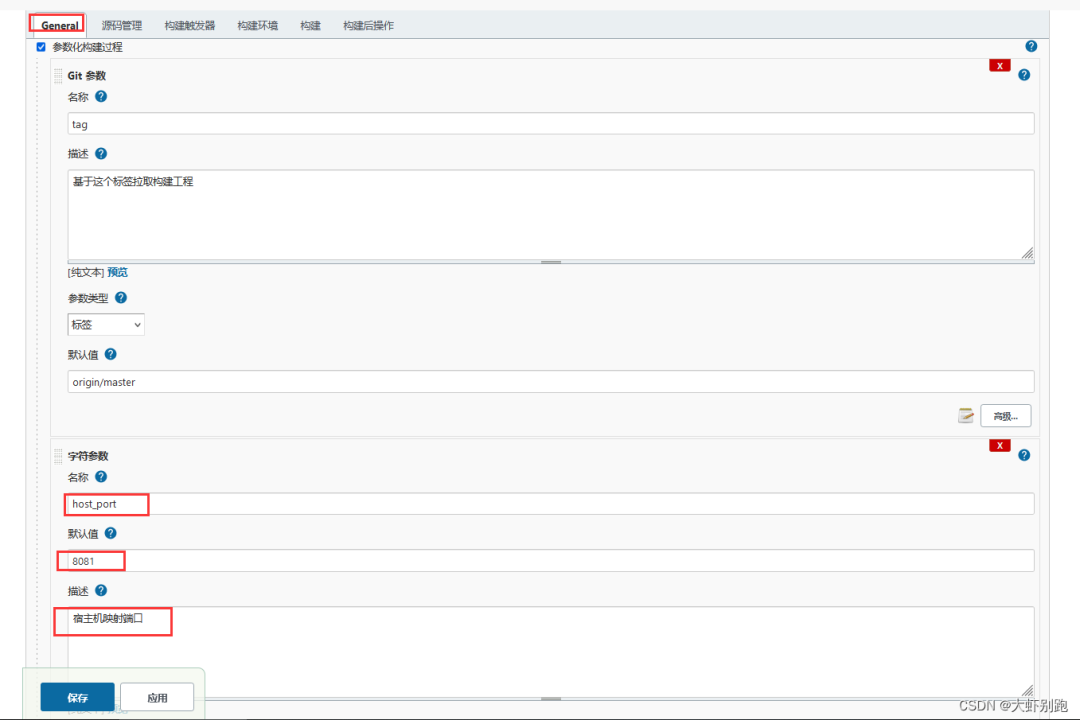 General 源码管理 构建触发器 构建环境 构建 构建后操作
参数化构建过程
Git 参数
X
名称
tag
描述
基于这个标签拉取构建工程
[纯文本] 预览
参数类型
标签
默认值
origin/master
高级...
字符参数
X
名称
host_port
默认值
8081
描述
宿主机映射端口
保存 应用
CSDN @大虾别跑